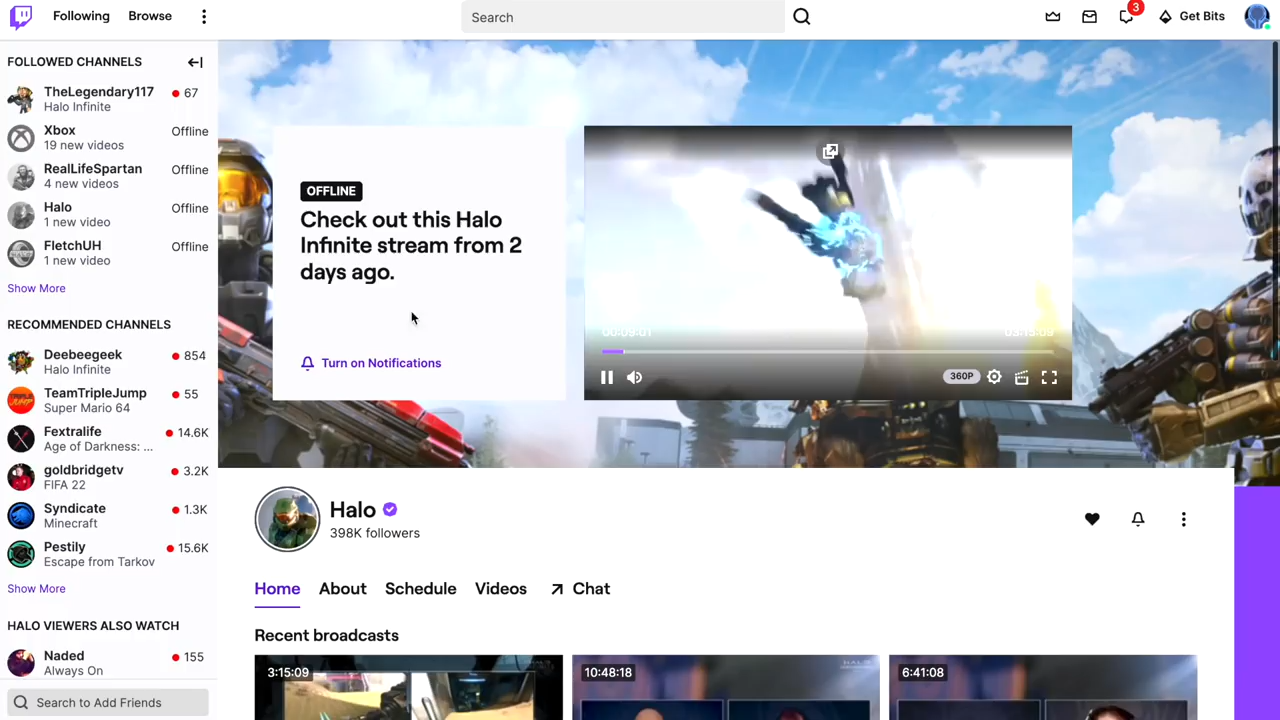 Following
Browse
Search
3
Get Bits
FOLLOWED CHANNELS
TheLegendary117
67
Halo Infinite
Xbox
Offline
19 new videos
RealLifeSpartan
Offline
4 new videos
Halo
Offline
1 new video
FletchUH
Offline
1 new video
Show More
RECOMMENDED CHANNELS
Deebeegeek
854
Halo Infinite
TeamTripleJump
55
Super Mario 64
Fextralife
14.6K
Age of Darkness: ...
goldbridgetv
3.2K
FIFA 22
Syndicate
1.3K
Minecraft
Pestily
15.6K
Escape from Tarkov
Show More
HALO VIEWERS ALSO WATCH
Naded
155
Always On
Search to Add Friends
OFFLINE
Check out this Halo
Infinite stream from 2
days ago.
Turn on Notifications
00:09:01
360P
Halo
398K followers
Home
About
Schedule
Videos
Chat
Recent broadcasts
3:15:09
10:48:18
6:41:08